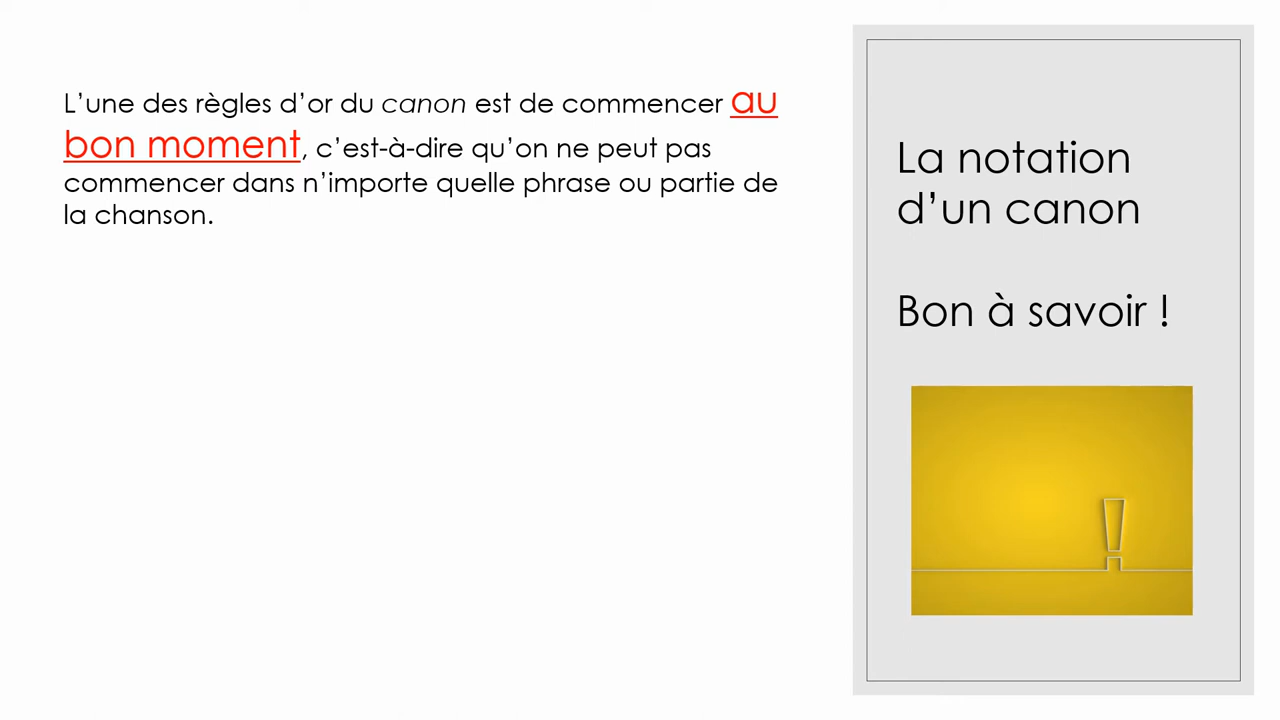 L’une des règles d’or du canon est de commencer au
bon moment, c’est-à-dire qu’on ne peut pas
commencer dans n’importe quelle phrase ou partie de
la chanson.
La notation
d’un canon
Bon à savoir !
!